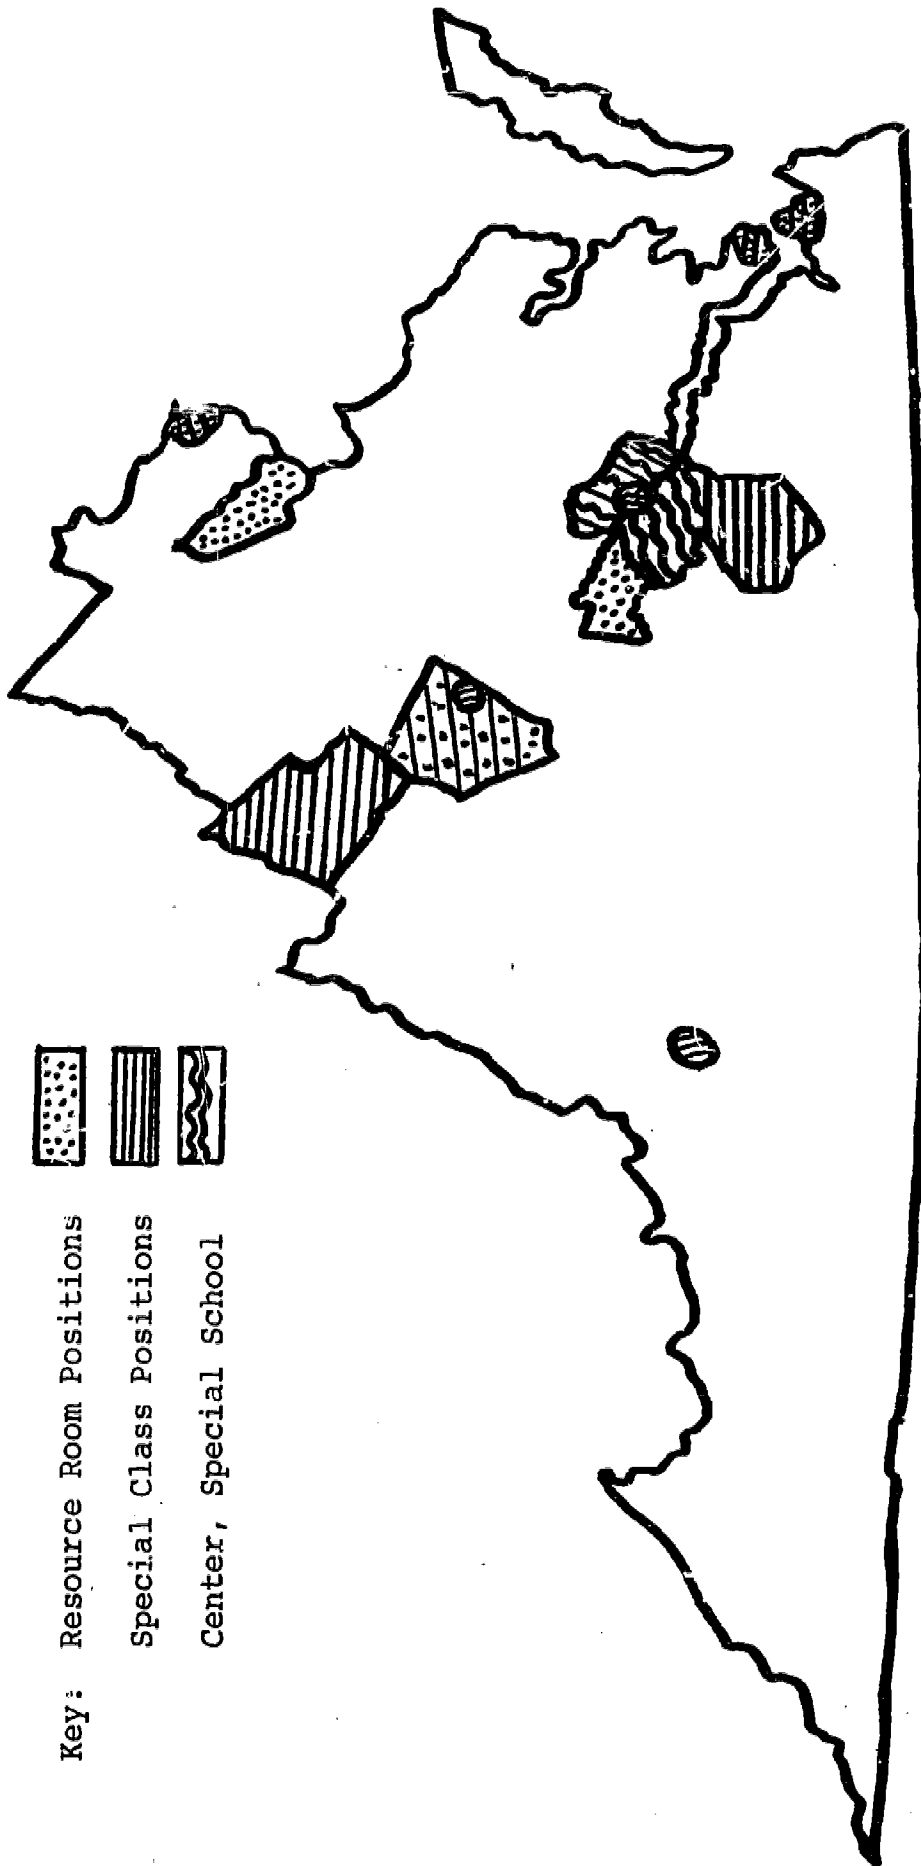 Key: Resource Room Positions
Special Class Positions
Center, Special School